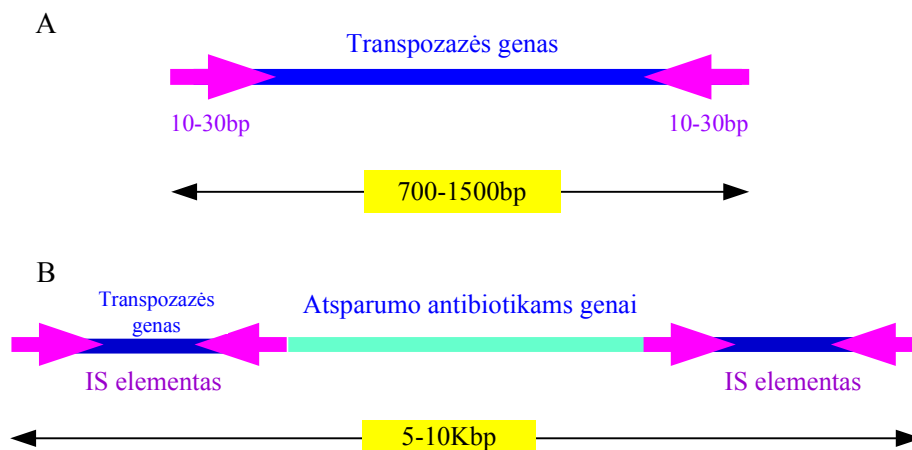 A
Transpozazės genas
10-30bp
10-30bp
700-1500bp
B
Transpozazės
genas
Atsparumo antibiotikams genai
IS elementas
IS elementas
5-10Kbp